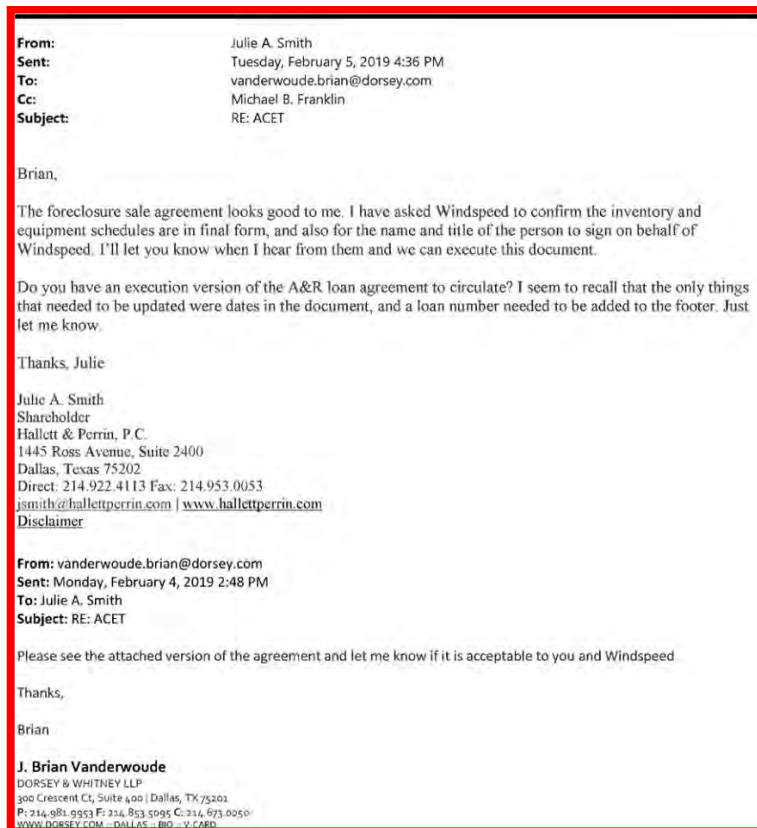 From: Julie A. Smith
Sent: Tuesday, February 5, 2019 4:36 PM
To: vanderwoude.brian@dorsey.com
Cc: Michael B. Franklin
Subject: RE: ACET
Brian,
The foreclosure sale agreement looks good to me. I have asked Windspeed to confirm the inventory and
equipment schedules are in final form, and also for the name and title of the person to sign on behalf of
Windspeed. I'll let you know when I hear from them and we can execute this document.
Do you have an execution version of the A&R loan agreement to circulate? I seem to recall that the only things
that needed to be updated were dates in the document, and a loan number needed to be added to the footer. Just
let me know.
Thanks, Julie
Julie A. Smith
Shareholder
Hallett & Perrin, P.C.
1445 Ross Avenue, Suite 2400
Dallas, Texas 75202
Direct: 214.922.4113 Fax: 214.953.0053
jsmith@hallettperrin.com | www.hallettperrin.com
Disclaimer
From: vanderwoude.brian@dorsey.com
Sent: Monday, February 4, 2019 2:48 PM
To: Julie A. Smith
Subject: RE: ACET
Please see the attached version of the agreement and let me know if it is acceptable to you and Windspeed
Thanks,
Brian
J. Brian Vanderwoude
DORSEY & WHITNEY LLP
300 Crescent Ct, Suite 400 | Dallas, TX 75201
P: 214.981.9953 F: 214.853.5095 C: 214.673.0050
WWW.DORSEY.COM :: DALLAS :: BIO :: V-CARD